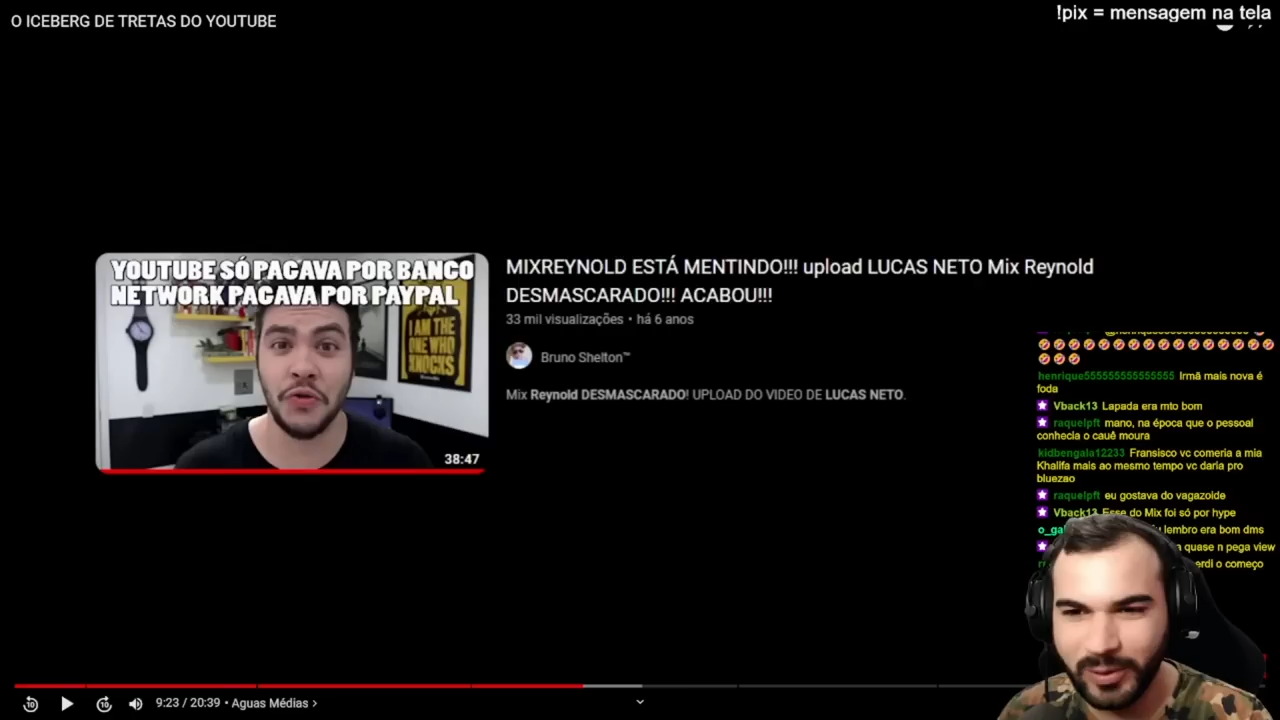 O ICEBERG DE TRETAS DO YOUTUBE
!pix = mensagem na tela
YOUTUBE SÓ PAGAVA POR BANCO
NETWORK PAGAVA POR PAYPAL
I AM THE
ONE WHO
KNOCKS
38:47
MIXREYNOLD ESTÁ MENTINDO!!! upload LUCAS NETO Mix Reynold
DESMASCARADO!!! ACABOU!!!
33 mil visualizações • há 6 anos
Bruno Shelton™
Mix Reynold DESMASCARADO! UPLOAD DO VIDEO DE LUCAS NETO.
henrique555555555555555 Irmã mais nova é
foda
Vback13 Lapada era mto bom
raquelpft mano, na época que o pessoal
conhecia o cauê moura
kidbengala12233 Fransisco vc comeria a mia
Khalifa mais ao mesmo tempo vc daria pro
bluezao
raquelpft eu gostava do vagazoide
Vback13 Esse do Mix foi só por hype
lembro era bom dms
quase n pega view
o começo
10
10
9:23 / 20:39 • Aguas Médias ›